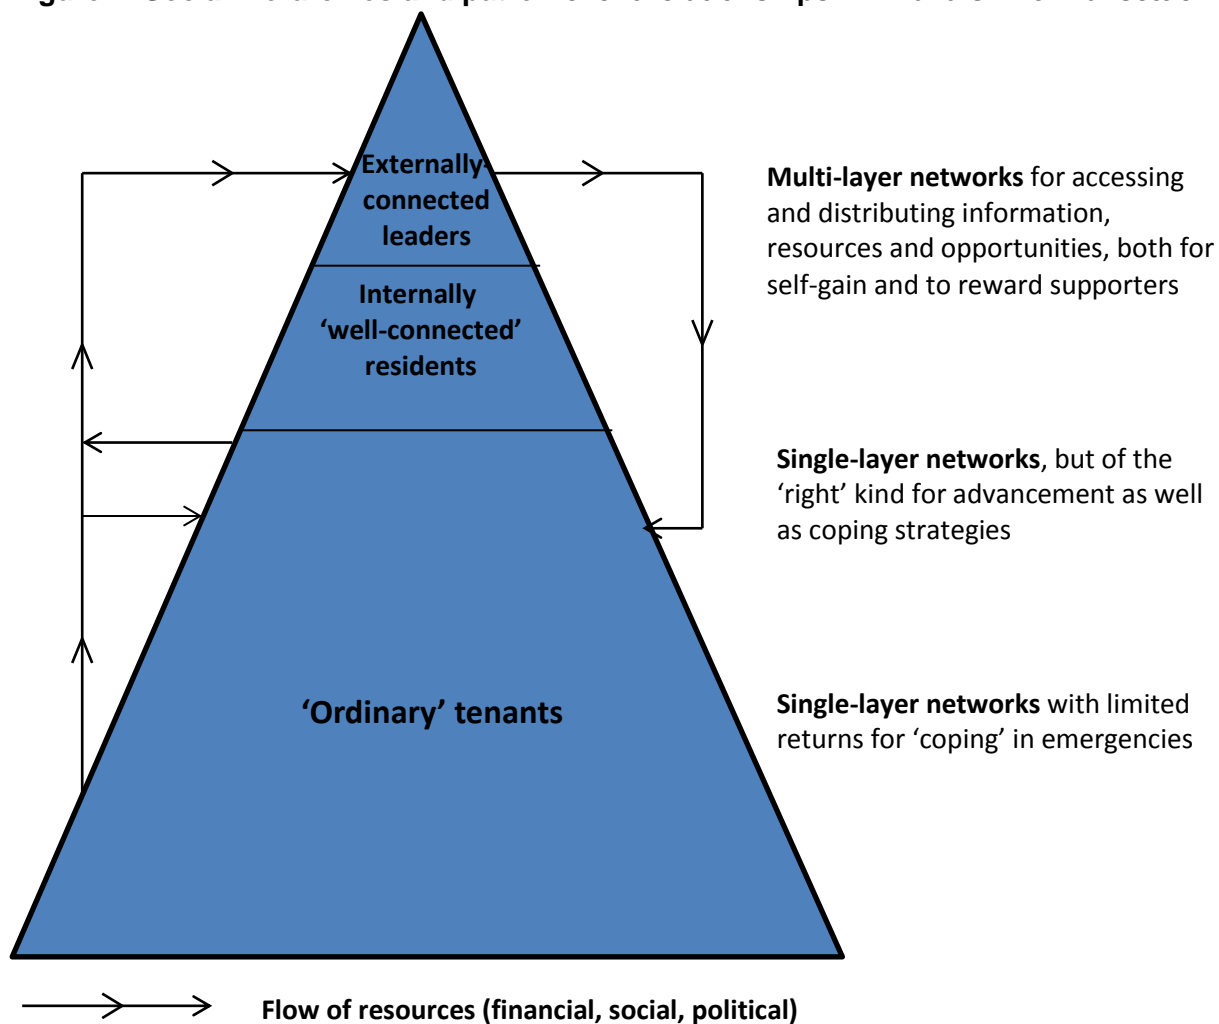 Externally-
connected
leaders
Internally
‘well-connected’
residents
‘Ordinary’ tenants
Multi-layer networks for accessing
and distributing information,
resources and opportunities, both for
self-gain and to reward supporters
Single-layer networks, but of the
‘right’ kind for advancement as well
as coping strategies
Single-layer networks with limited
returns for ‘coping’ in emergencies
Flow of resources (financial, social, political)